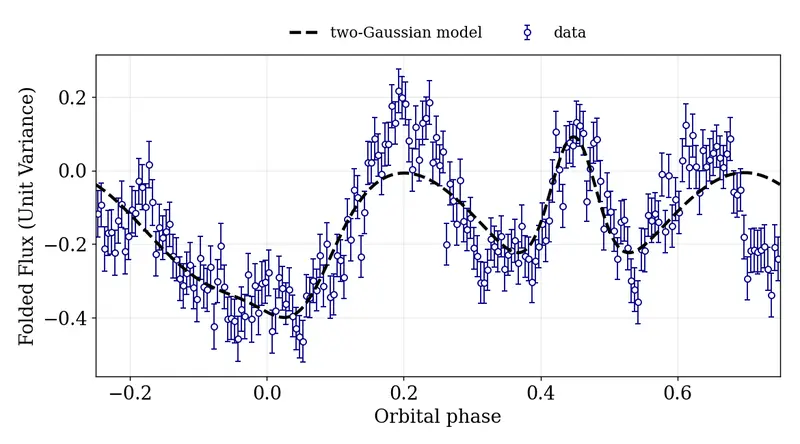 two-Gaussian model data
Folded Flux (Unit Variance)
0.2
0.0
−0.2
−0.4
−0.2 0.0 0.2 0.4 0.6
Orbital phase